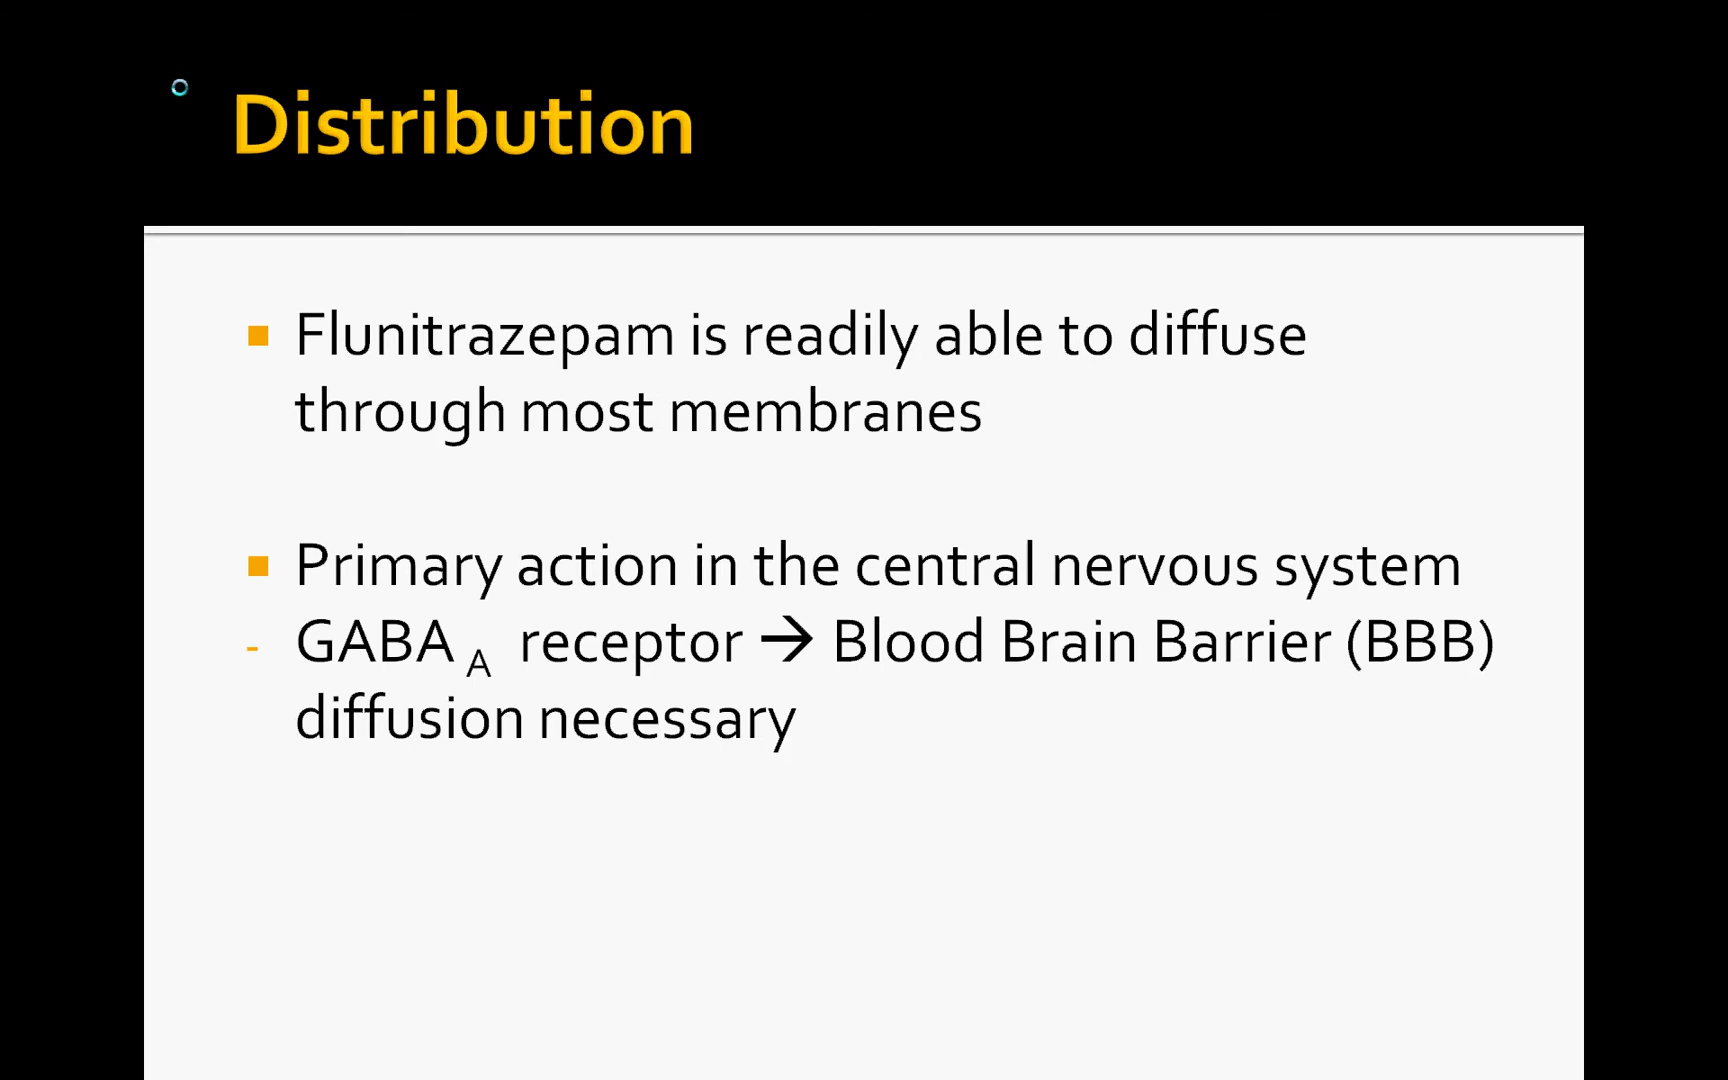 Distribution
▪ Flunitrazepam is readily able to diffuse
through most membranes
▪ Primary action in the central nervous system
- GABA A receptor → Blood Brain Barrier (BBB)
diffusion necessary